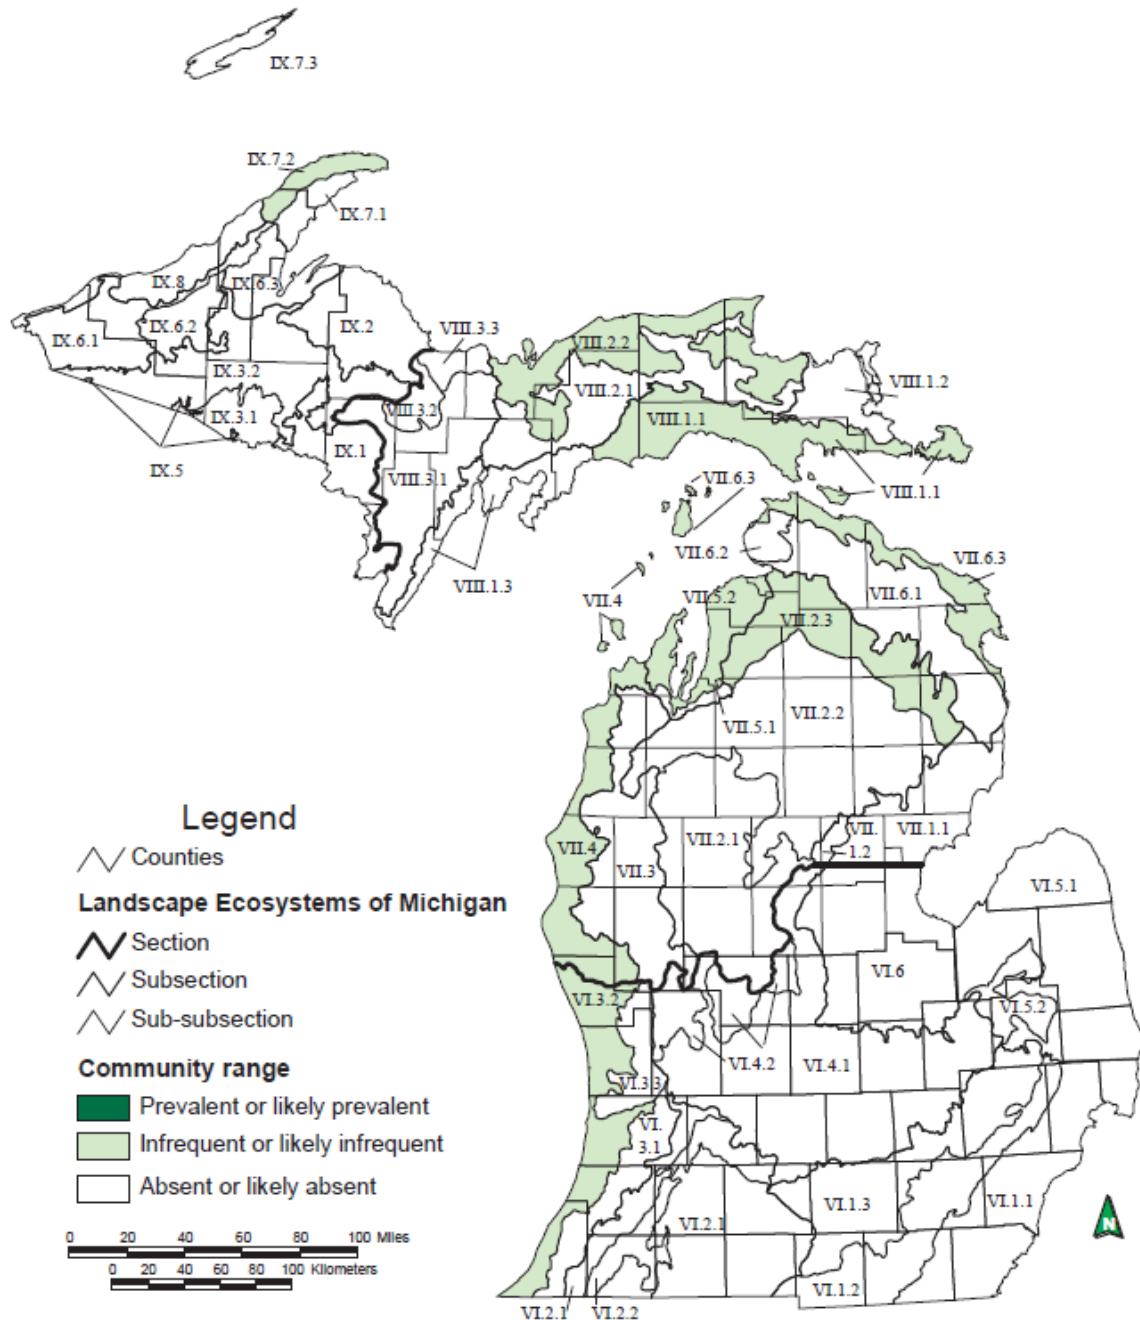 IX.7.3
IX.7.2
IX.7.1
IX.8
IX.6.3
IX.6.2
IX.2
IX.6.1
VIII.3.3
VIII.2.2
IX.3.2
VIII.2.1
VIII.1.2
IX.3.1
VIII.3.2
VIII.1.1
IX.1
IX.5
VIII.3.1
VII.6.3
VIII.1.1
VII.6.2
VII.6.3
VIII.1.3
VII.4
VII.5.2
VII.6.1
VII.2.3
VII.5.1
VII.2.2
VII.4
VII.3
VII.2.1
VII.
1.2
VII.1.1
VI.5.1
VI.6
VI.3.2
VI.5.2
VI.3.3
VI.4.2
VI.4.1
VI.
3.1
VI.2.1
VI.1.3
VI.1.1
VI.1.2
VI.2.1
VI.2.2
Legend
Counties
Landscape Ecosystems of Michigan
Section
Subsection
Sub-subsection
Community range
Prevalent or likely prevalent
Infrequent or likely infrequent
Absent or likely absent
0 20 40 60 80 100 Miles
0 20 40 60 80 100 Kilometers
N